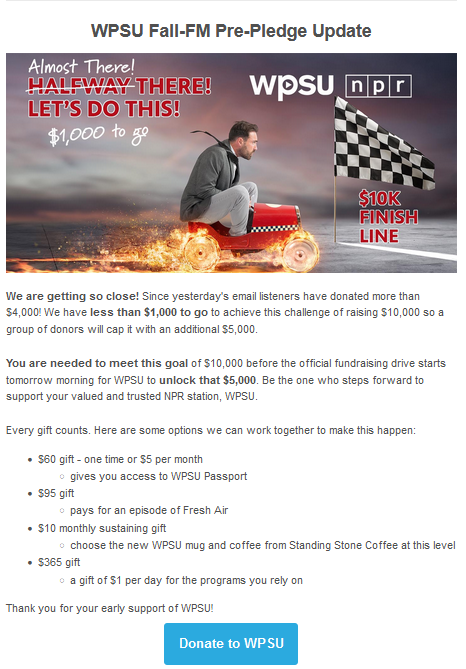 WPSU Fall-FM Pre-Pledge Update
Almost There!
HALFWAY THERE!
LET'S DO THIS!
$1,000 to go
WPSU npr
$10K
FINISH
LINE
We are getting so close! Since yesterday's email listeners have donated more than
$4,000! We have less than $1,000 to go to achieve this challenge of raising $10,000 so a
group of donors will cap it with an additional $5,000.
You are needed to meet this goal of $10,000 before the official fundraising drive starts
tomorrow morning for WPSU to unlock that $5,000. Be the one who steps forward to
support your valued and trusted NPR station, WPSU.
Every gift counts. Here are some options we can work together to make this happen:
• $60 gift - one time or $5 per month
◦ gives you access to WPSU Passport
• $95 gift
◦ pays for an episode of Fresh Air
• $10 monthly sustaining gift
◦ choose the new WPSU mug and coffee from Standing Stone Coffee at this level
• $365 gift
◦ a gift of $1 per day for the programs you rely on
Thank you for your early support of WPSU!
Donate to WPSU